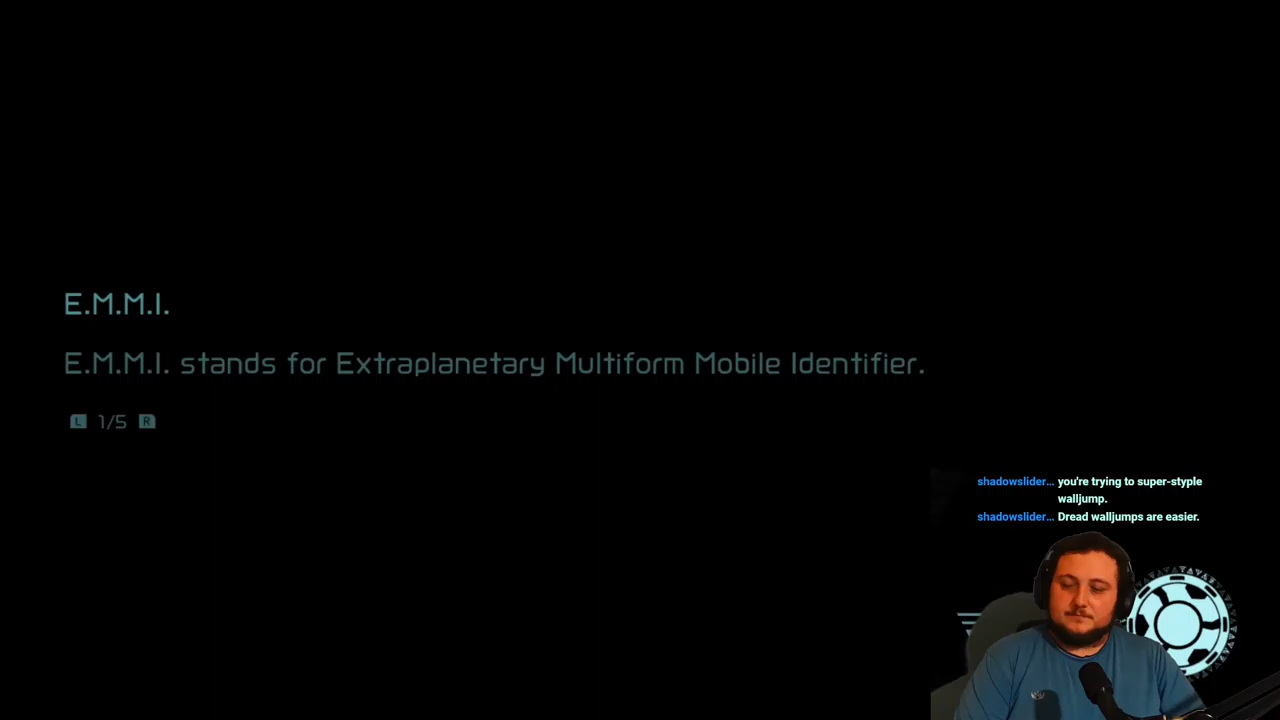 E.M.M.I.
E.M.M.I. stands for Extraplanetary Multiform Mobile Identifier.
L 1/5 R
shadowslider... you're trying to super-styple
walljump.
shadowslider... Dread walljumps are easier.